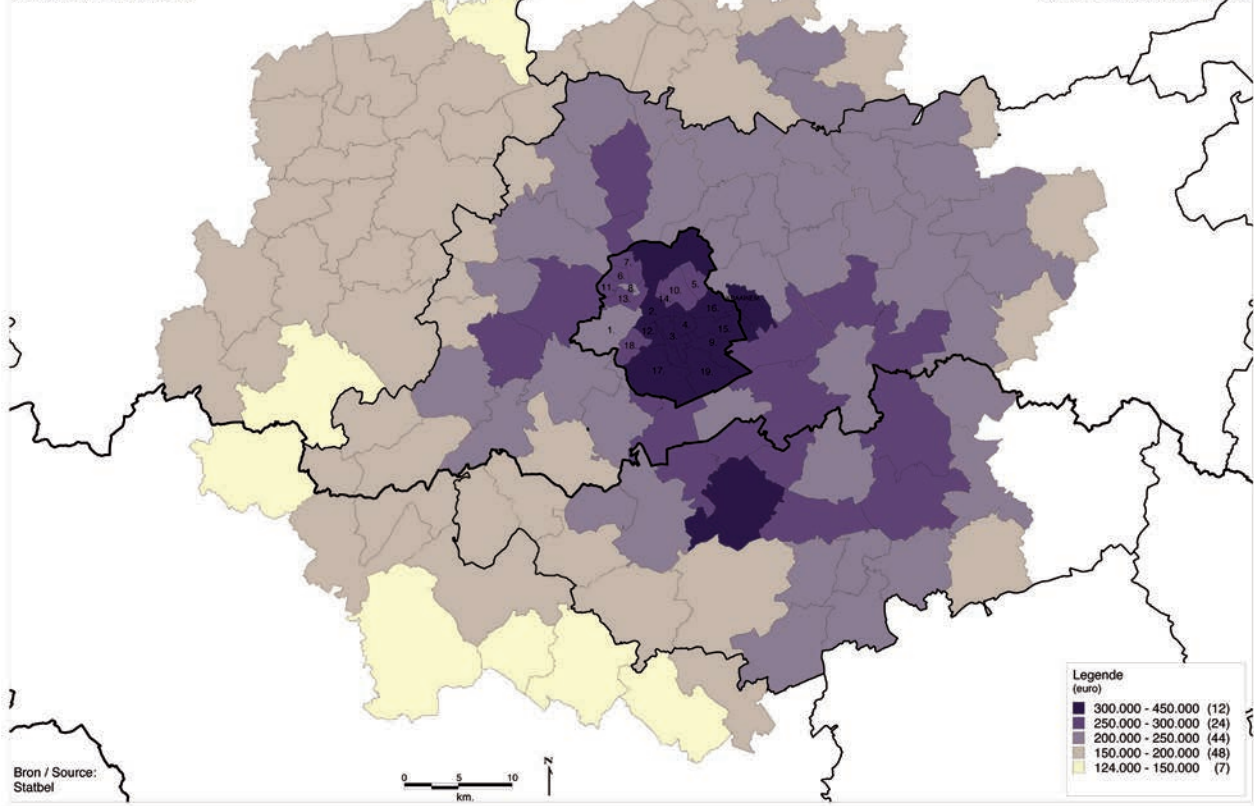 7.
6.
11.
8.
10.
5.
13.
14.
16.
2.
1.
12.
4.
15.
3.
9.
18.
17.
19.
Legende
(euro)
300.000 - 450.000 (12)
250.000 - 300.000 (24)
200.000 - 250.000 (44)
150.000 - 200.000 (48)
124.000 - 150.000 (7)
Bron / Source:
Statbel
0 5 10
km.
N